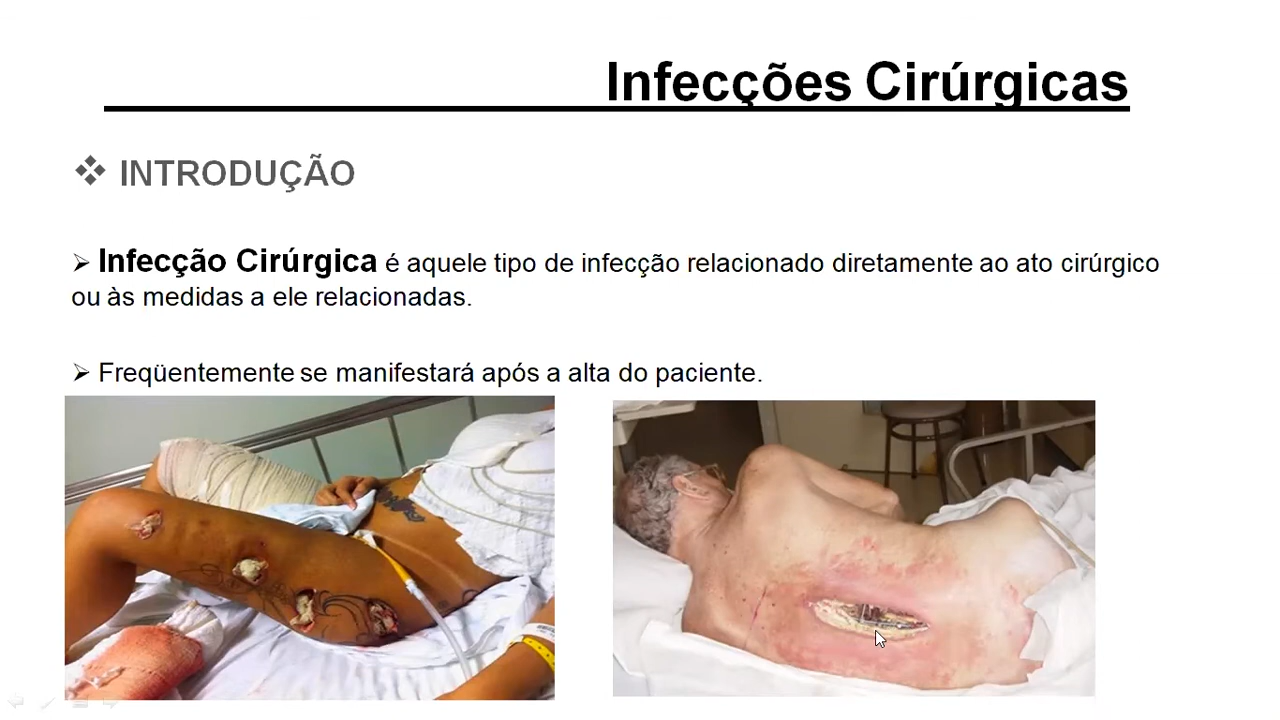 Infecções Cirúrgicas
INTRODUÇÃO
Infecção Cirúrgica é aquele tipo de infecção relacionado diretamente ao ato cirúrgico
ou às medidas a ele relacionadas.
Freqüentemente se manifestará após a alta do paciente.